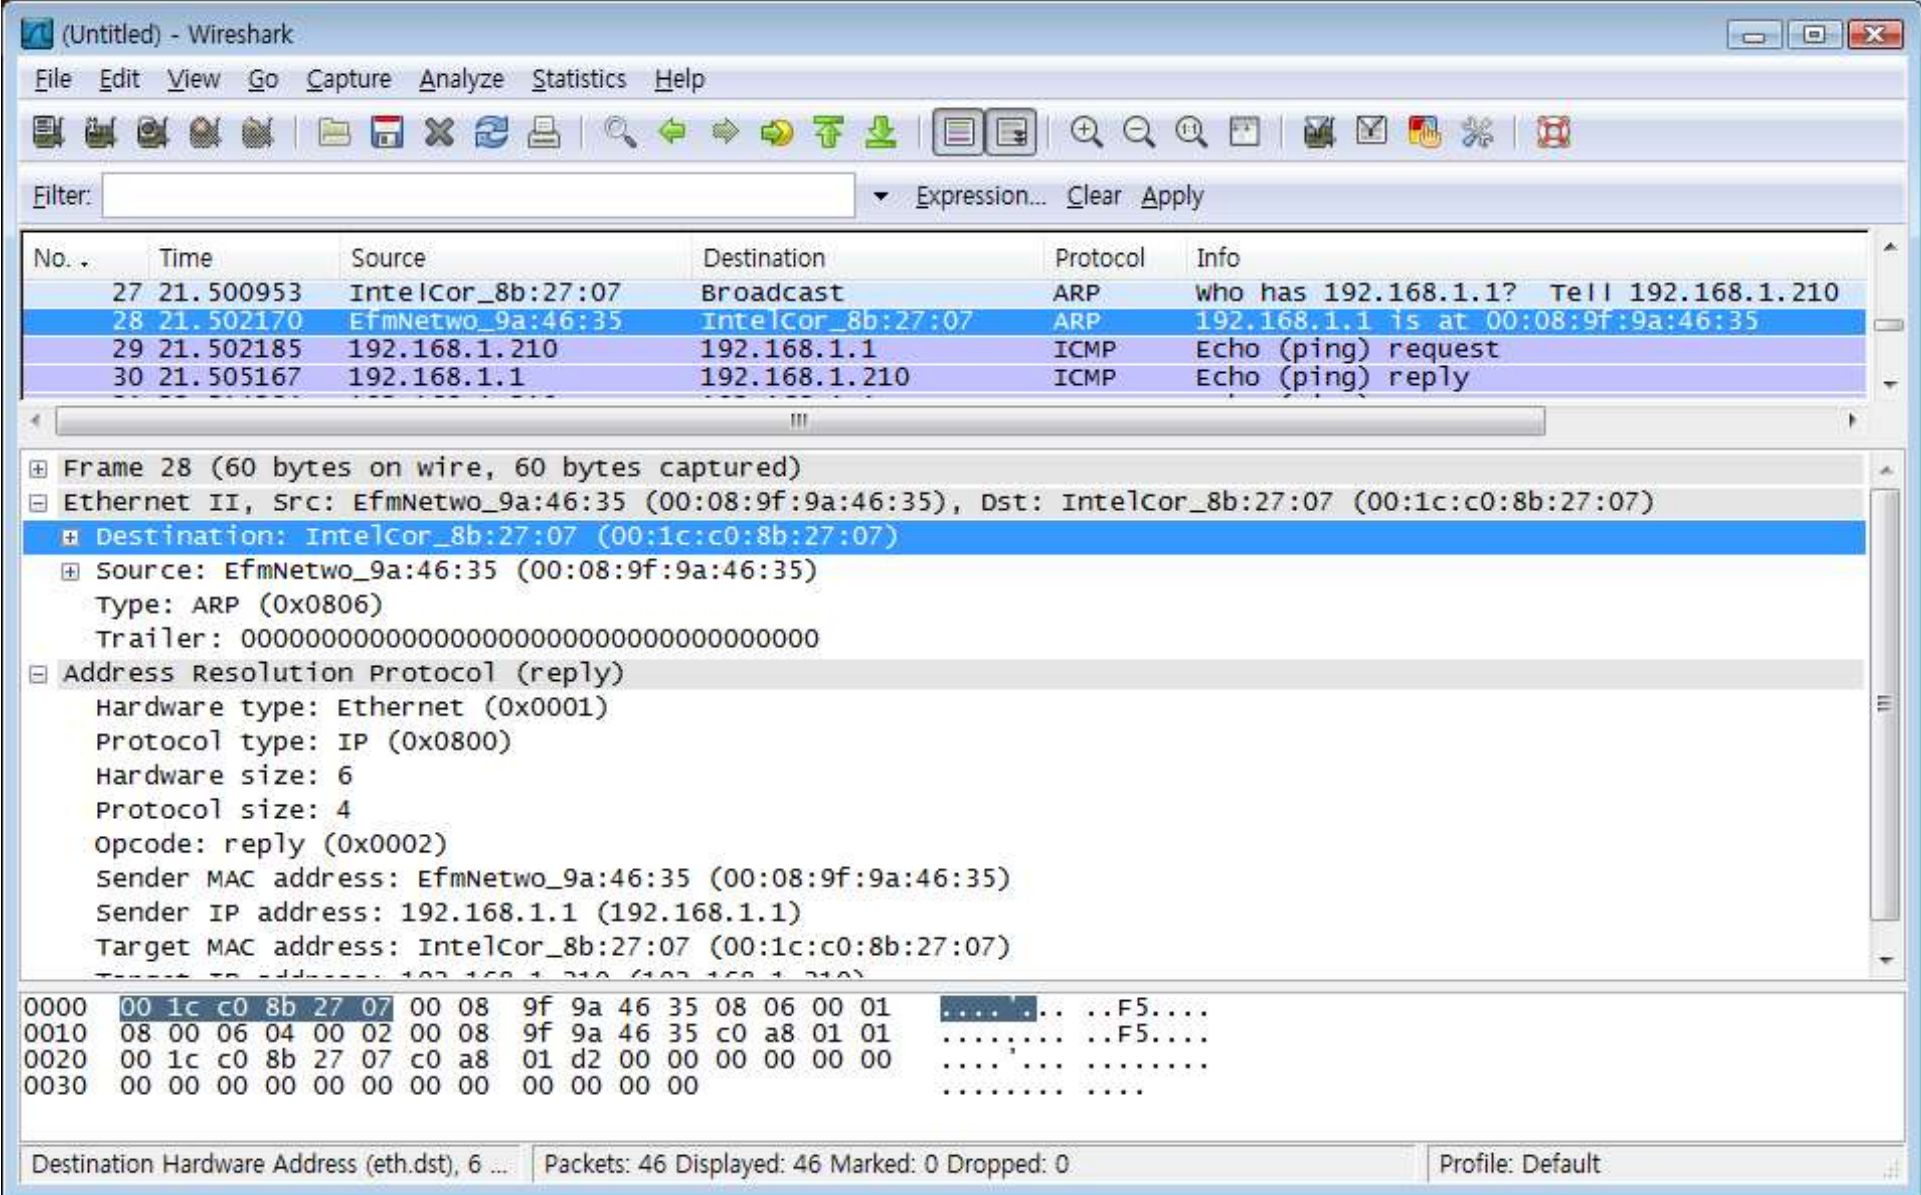 (Untitled) - Wireshark
File Edit View Go Capture Analyze Statistics Help
Filter: Expression... Clear Apply
No. . Time Source Destination Protocol Info
27 21.500953 IntelCor_8b:27:07 Broadcast ARP who has 192.168.1.1? Tell 192.168.1.210
28 21.502170 EfmNetwo_9a:46:35 IntelCor_8b:27:07 ARP 192.168.1.1 is at 00:08:9f:9a:46:35
29 21.502185 192.168.1.210 192.168.1.1 ICMP Echo (ping) request
30 21.505167 192.168.1.1 192.168.1.210 ICMP Echo (ping) reply
Frame 28 (60 bytes on wire, 60 bytes captured)
Ethernet II, Src: EfmNetwo_9a:46:35 (00:08:9f:9a:46:35), Dst: IntelCor_8b:27:07 (00:1c:c0:8b:27:07)
Destination: IntelCor_8b:27:07 (00:1c:c0:8b:27:07)
Source: EfmNetwo_9a:46:35 (00:08:9f:9a:46:35)
Type: ARP (0x0806)
Trailer: 000000000000000000000000000000000000
Address Resolution Protocol (reply)
Hardware type: Ethernet (0x0001)
Protocol type: IP (0x0800)
Hardware size: 6
Protocol size: 4
Opcode: reply (0x0002)
Sender MAC address: EfmNetwo_9a:46:35 (00:08:9f:9a:46:35)
Sender IP address: 192.168.1.1 (192.168.1.1)
Target MAC address: IntelCor_8b:27:07 (00:1c:c0:8b:27:07)
Target IP address: 192.168.1.210 (192.168.1.210)
0000 00 1c c0 8b 27 07 00 08 9f 9a 46 35 08 06 00 01 ....'... ..F5....
0010 08 00 06 04 00 02 00 08 9f 9a 46 35 c0 a8 01 01 ........ ..F5....
0020 00 1c c0 8b 27 07 c0 a8 01 d2 00 00 00 00 00 00 ....'... ........
0030 00 00 00 00 00 00 00 00 00 00 00 00 ........ ....
Destination Hardware Address (eth.dst), 6 ... Packets: 46 Displayed: 46 Marked: 0 Dropped: 0 Profile: Default